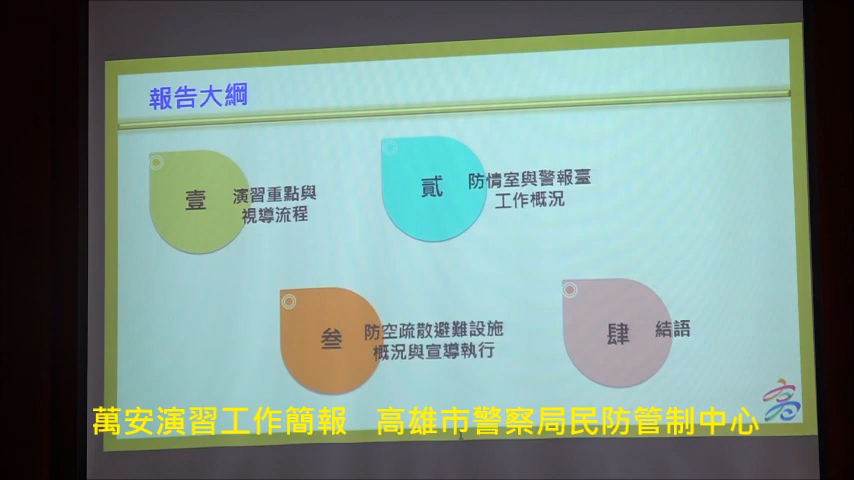 報告大綱
壹
演習重點與
視導流程
貳
防情室與警報臺
工作概況
叁
防空疏散避難設施
概況與宣導執行
肆
結語
萬安演習工作簡報 高雄市警察局民防管制中心